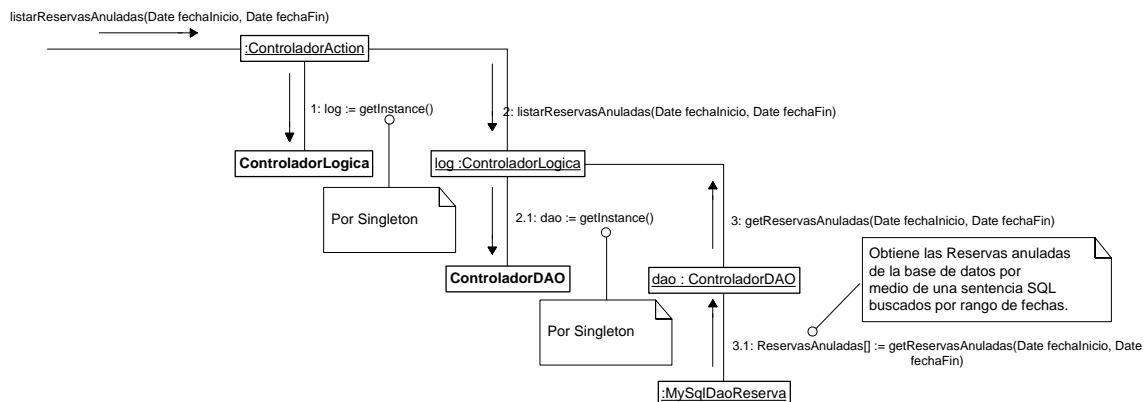 listarReservasAnuladas(Date fechaInicio, Date fechaFin)
:ControladorAction
1: log := getInstance()
2: listarReservasAnuladas(Date fechaInicio, Date fechaFin)
ControladorLogica
log :ControladorLogica
Por Singleton
2.1: dao := getInstance()
3: getReservasAnuladas(Date fechaInicio, Date fechaFin)
Obtiene las Reservas anuladas
de la base de datos por
medio de una sentencia SQL
buscados por rango de fechas.
ControladorDAO
dao : ControladorDAO
Por Singleton
3.1: ReservasAnuladas[] := getReservasAnuladas(Date fechaInicio, Date
fechaFin)
:MySqlDaoReserva